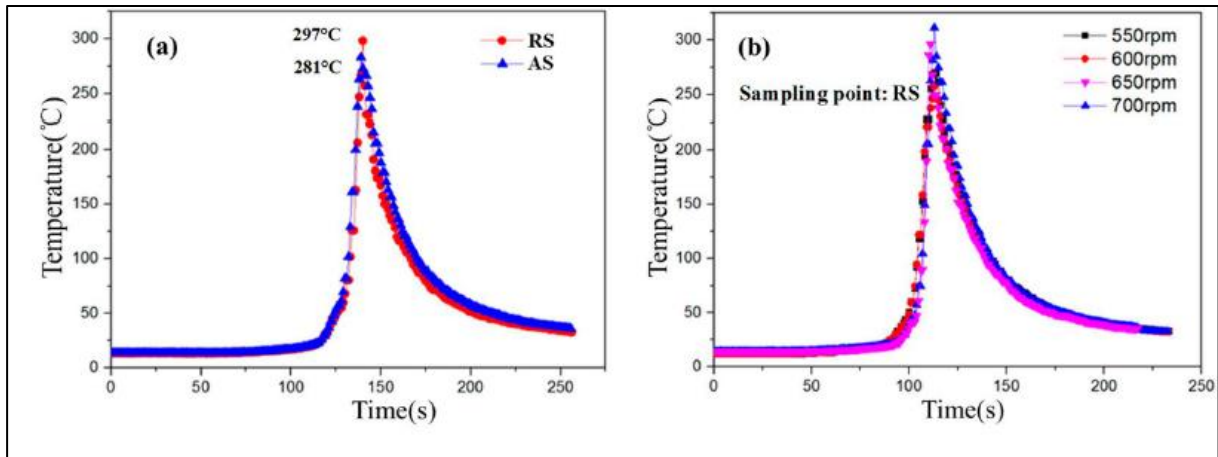 (a)
297°C
281°C
RS
AS
300
250
200
150
100
50
0
Temperature(℃)
0 50 100 150 200 250
Time(s)
(b)
550rpm
600rpm
650rpm
700rpm
Sampling point: RS
300
250
200
150
100
50
0
Temperature(℃)
0 50 100 150 200 250
Time(s)